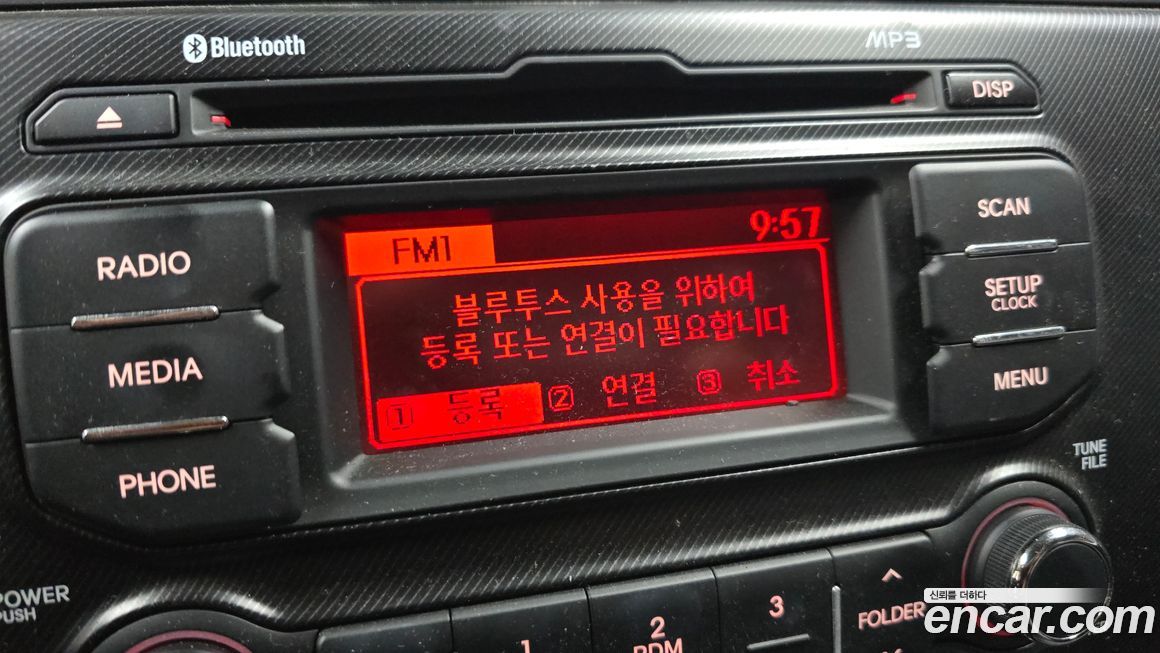 Bluetooth
MP3
DISP
RADIO
MEDIA
PHONE
FM1
9:57
블루투스 사용을 위하여
등록 또는 연결이 필요합니다
1 등록 2 연결 3 취소
SCAN
SETUP
CLOCK
MENU
TUNE
FILE
POWER
PUSH
1
2
RDM
3
FOLDER
신뢰를 더하다
encar.com